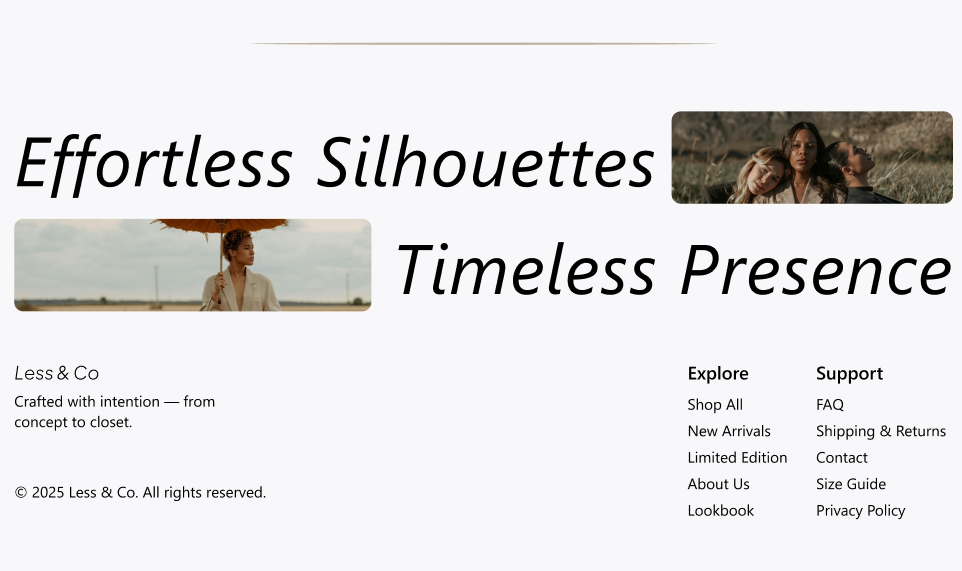 Effortless Silhouettes
Timeless Presence
Less & Co
Crafted with intention — from
concept to closet.
© 2025 Less & Co. All rights reserved.
Explore
Shop All
New Arrivals
Limited Edition
About Us
Lookbook
Support
FAQ
Shipping & Returns
Contact
Size Guide
Privacy Policy